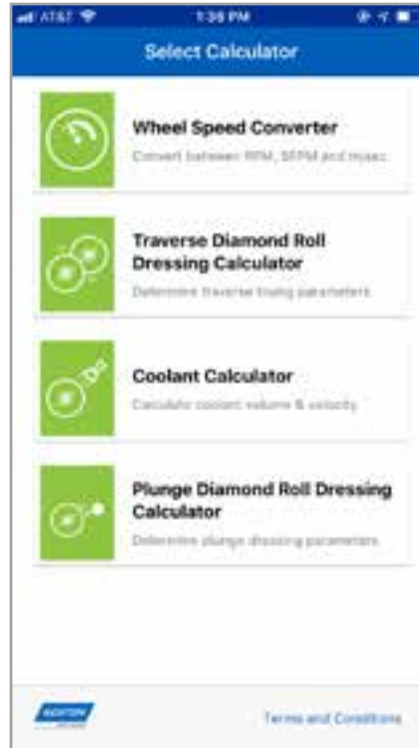 AT&T
1:36 PM
Select Calculator
Wheel Speed Converter
Convert between RPM, SFPM and m/sec.
Traverse Diamond Roll
Dressing Calculator
Determine traverse truing parameters
Coolant Calculator
Calculate coolant volume & velocity
Plunge Diamond Roll Dressing
Calculator
Determine plunge dressing parameters
NORTON
Terms and Conditions